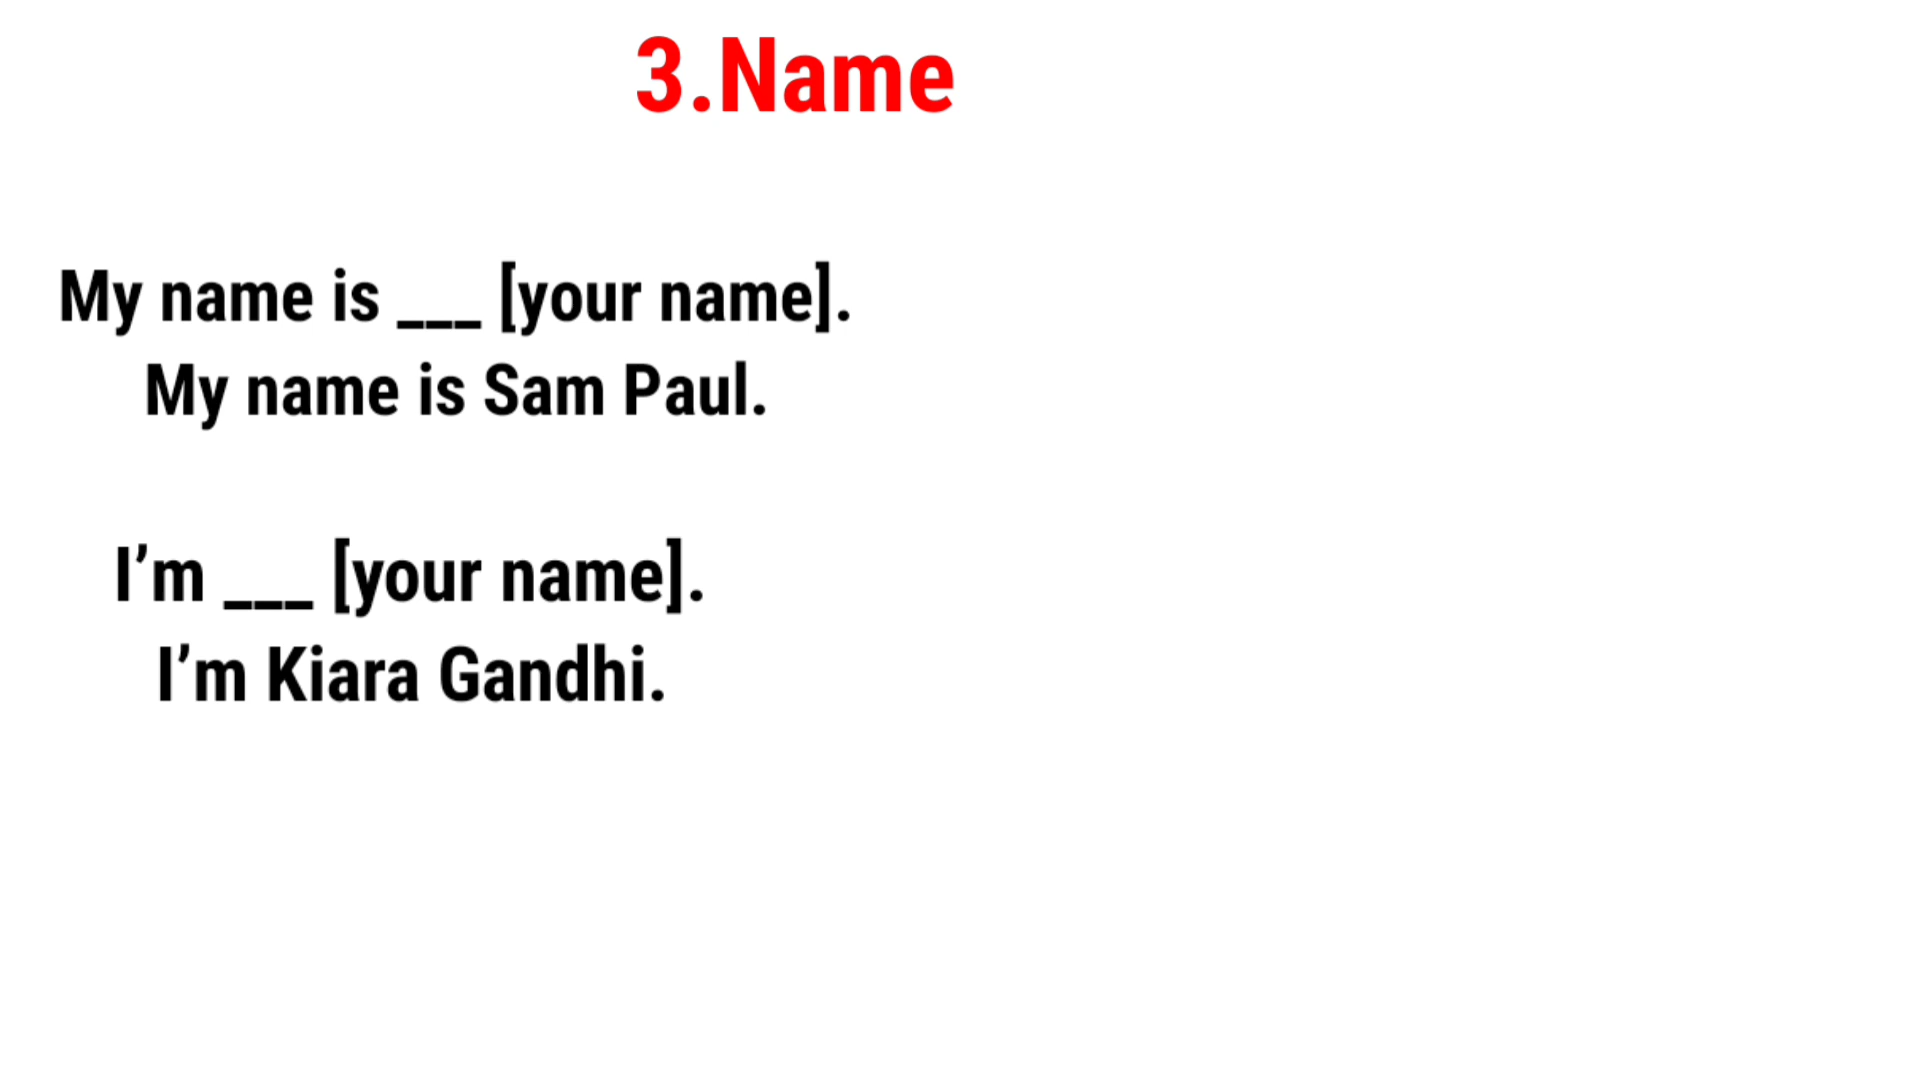 3.Name
My name is ___ [your name].
My name is Sam Paul.
I’m ___ [your name].
I’m Kiara Gandhi.